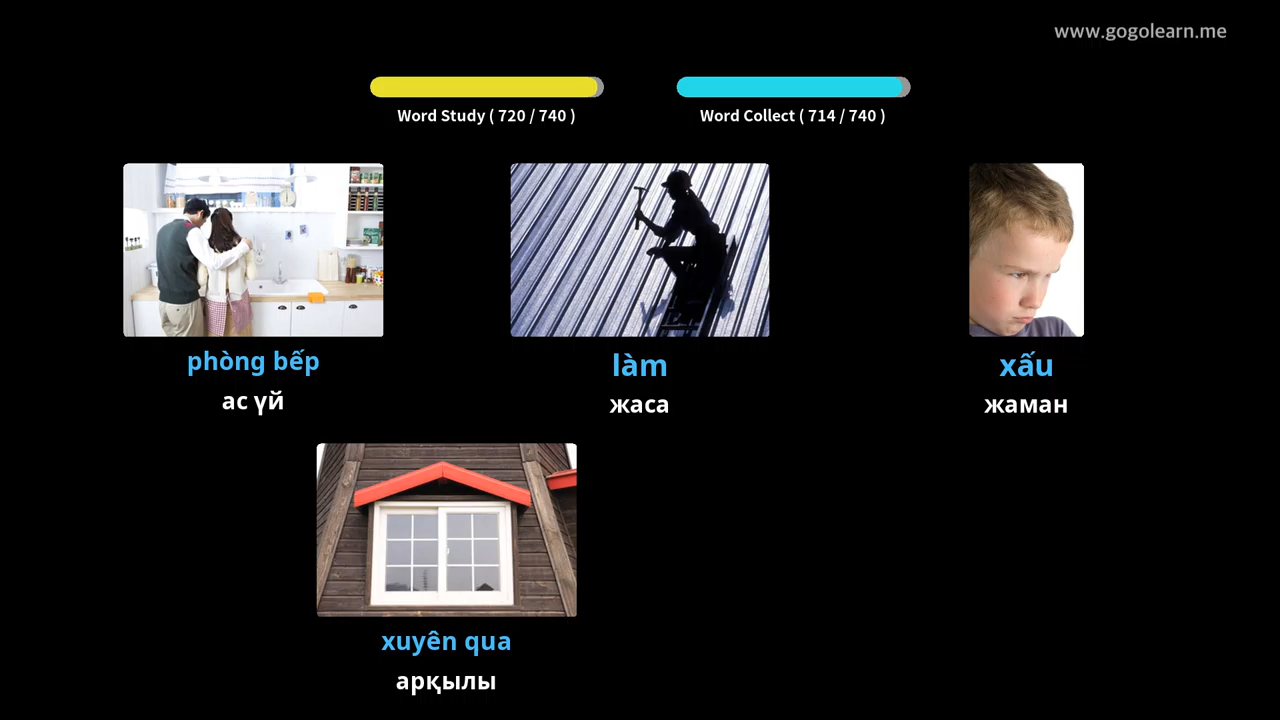 www.gogolearn.me
Word Study ( 720 / 740 )
Word Collect ( 714 / 740 )
phòng bếp
ас үй
làm
жаса
xấu
жаман
xuyên qua
арқылы